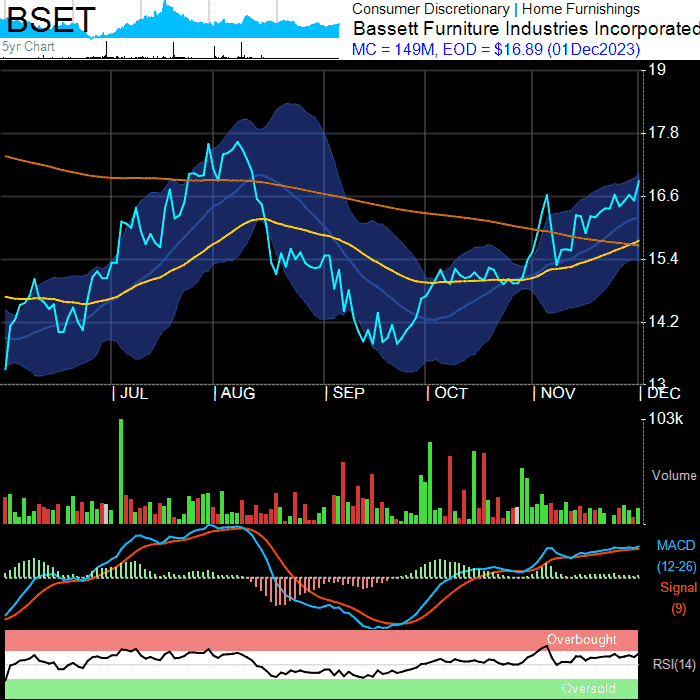 BSET
5yr Chart
Consumer Discretionary | Home Furnishings
Bassett Furniture Industries Incorporated
MC = 149M, EOD = $16.89 (01Dec2023)
19
17.8
16.6
15.4
14.2
13
| JUL | AUG | SEP | OCT | NOV | DEC
103k
Volume
MACD
(12-26)
Signal
(9)
Overbought
RSI(14)
Oversold